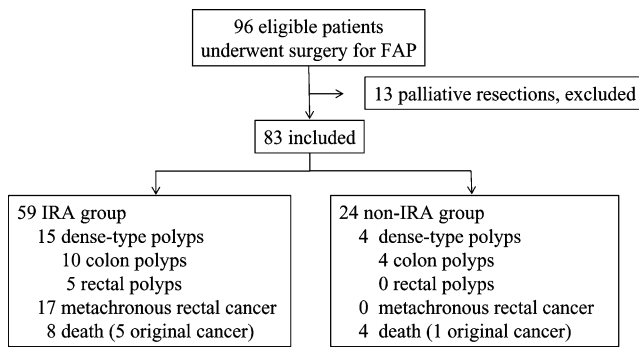 96 eligible patients
underwent surgery for FAP
13 palliative resections, excluded
83 included
59 IRA group
15 dense-type polyps
10 colon polyps
5 rectal polyps
17 metachronous rectal cancer
8 death (5 original cancer)
24 non-IRA group
4 dense-type polyps
4 colon polyps
0 rectal polyps
0 metachronous rectal cancer
4 death (1 original cancer)